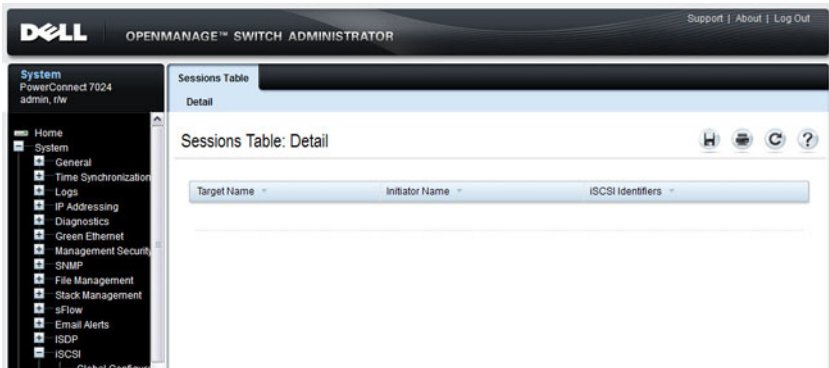 Support | About | Log Out
DELL OPENMANAGE™ SWITCH ADMINISTRATOR
System
PowerConnect 7024
admin, r/w
Home
System
General
Time Synchronization
Logs
IP Addressing
Diagnostics
Green Ethernet
Management Security
SNMP
File Management
Stack Management
sFlow
Email Alerts
ISDP
iSCSI
Sessions Table
Detail
Sessions Table: Detail
Target Name
Initiator Name
iSCSI Identifiers